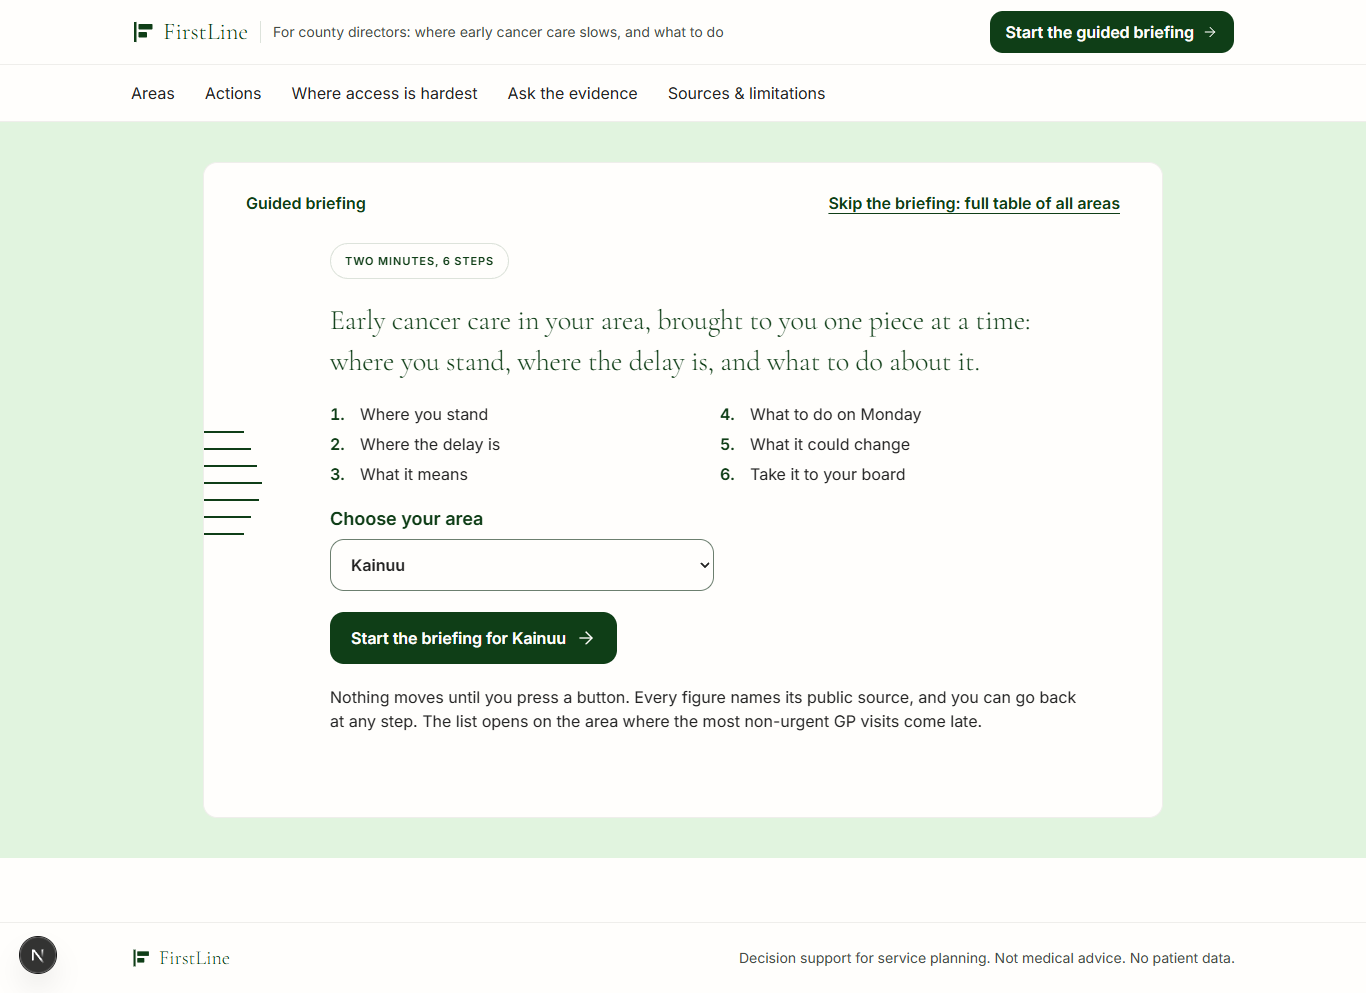 FirstLine
For county directors: where early cancer care slows, and what to do
Start the guided briefing
Areas
Actions
Where access is hardest
Ask the evidence
Sources & limitations
Guided briefing
Skip the briefing: full table of all areas
TWO MINUTES, 6 STEPS
Early cancer care in your area, brought to you one piece at a time:
where you stand, where the delay is, and what to do about it.
1. Where you stand
2. Where the delay is
3. What it means
4. What to do on Monday
5. What it could change
6. Take it to your board
Choose your area
Kainuu
Start the briefing for Kainuu
Nothing moves until you press a button. Every figure names its public source, and you can go back
at any step. The list opens on the area where the most non-urgent GP visits come late.
N
FirstLine
Decision support for service planning. Not medical advice. No patient data.